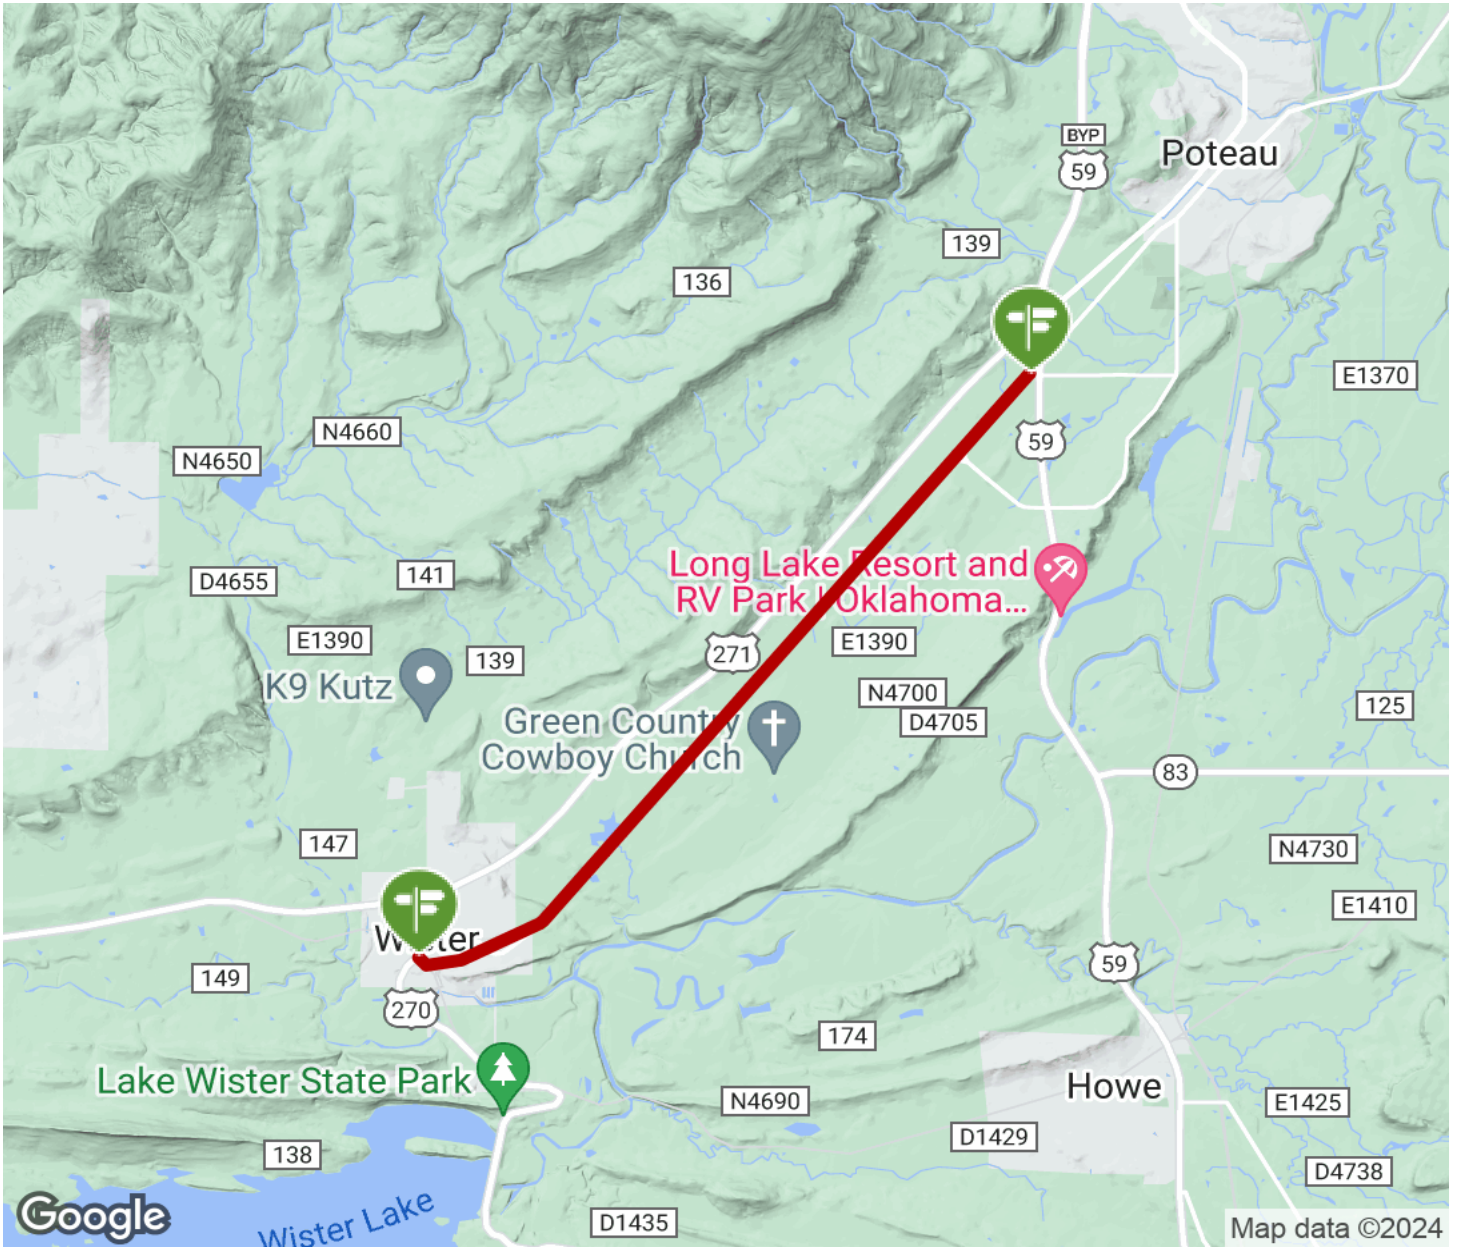 BYP
59
Poteau
139
136
E1370
N4660
59
N4650
Long Lake Resort and
RV Park | Oklahoma...
D4655
141
E1390
E1390
271
139
K9 Kutz
N4700
125
Green Country
Cowboy Church
D4705
83
147
N4730
E1410
Wister
59
149
270
174
Lake Wister State Park
Howe
N4690
E1425
D1429
138
D4738
Wister Lake
D1435
Google
Map data ©2024